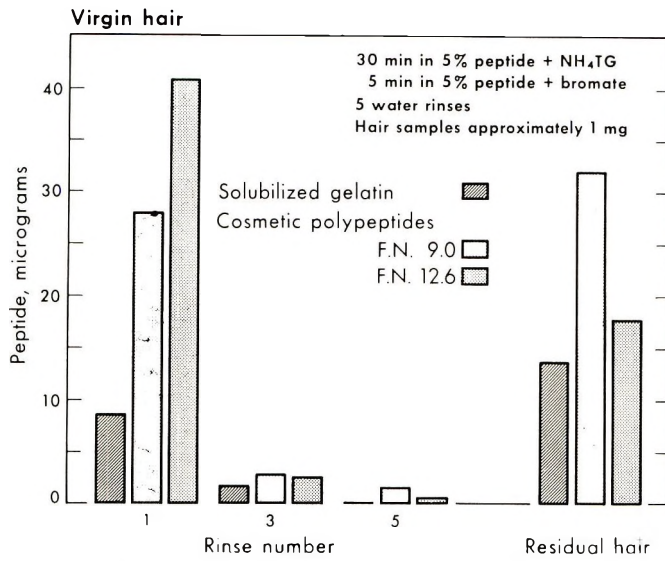 Virgin hair
30 min in 5% peptide + NH₄TG
5 min in 5% peptide + bromate
5 water rinses
Hair samples approximately 1 mg
Solubilized gelatin
Cosmetic polypeptides
F.N. 9.0
F.N. 12.6
Peptide, micrograms
40
30
20
10
0
1 3 5
Rinse number Residual hair